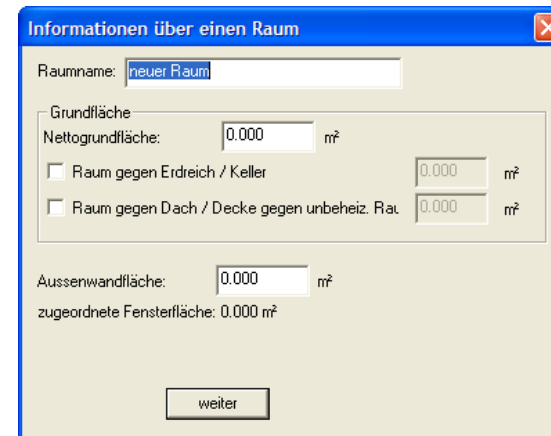 Informationen über einen Raum
Raumname: neuer Raum
Grundfläche
Nettogrundfläche: 0.000 m²
Raum gegen Erdreich / Keller 0.000 m²
Raum gegen Dach / Decke gegen unbeheiz. Rau 0.000 m²
Aussenwandfläche: 0.000 m²
zugeordnete Fensterfläche: 0.000 m²
weiter